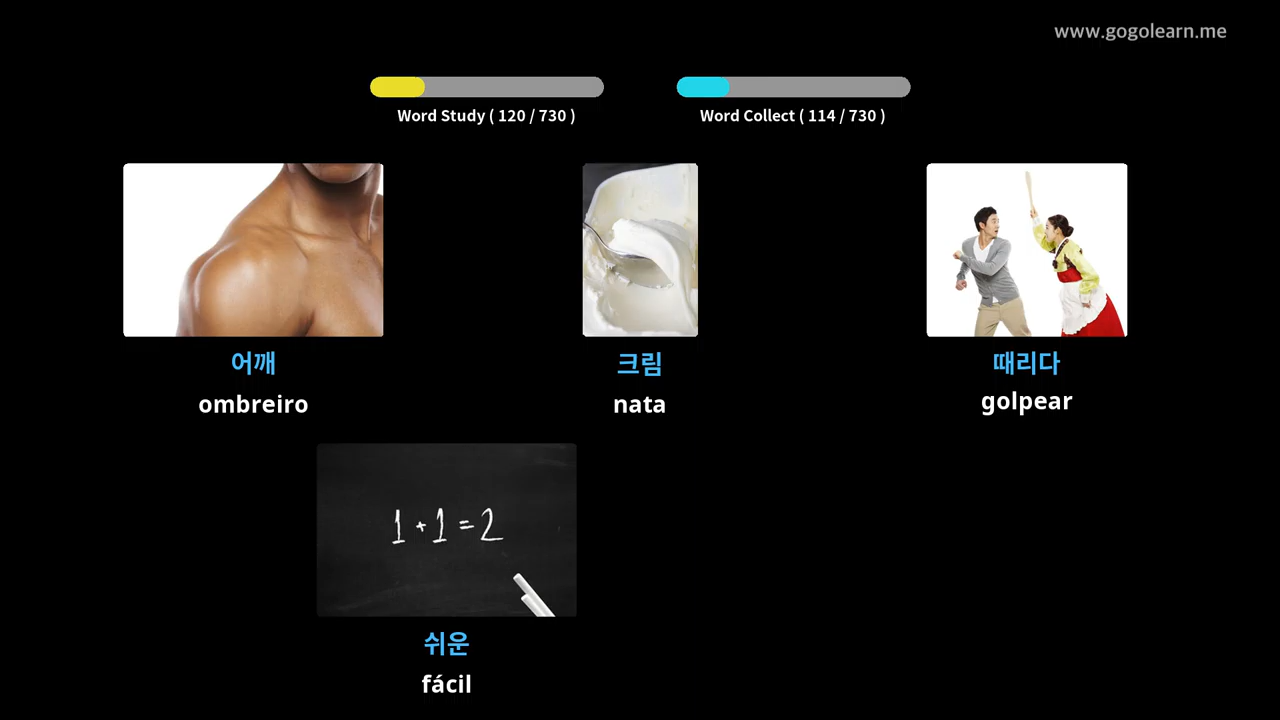 www.gogolearn.me
Word Study ( 120 / 730 )
Word Collect ( 114 / 730 )
어깨
ombreiro
크림
nata
때리다
golpear
1 + 1 = 2
쉬운
fácil